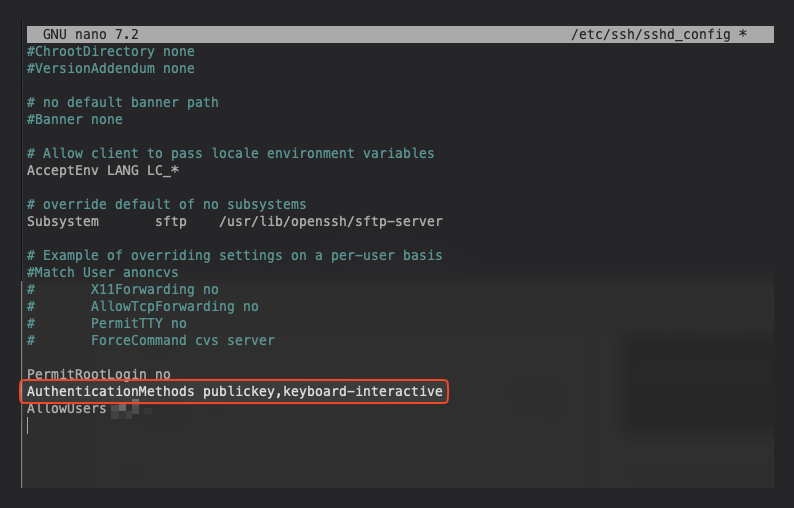 GNU nano 7.2 /etc/ssh/sshd_config *
#ChrootDirectory none
#VersionAddendum none
# no default banner path
#Banner none
# Allow client to pass locale environment variables
AcceptEnv LANG LC_*
# override default of no subsystems
Subsystem sftp /usr/lib/openssh/sftp-server
# Example of overriding settings on a per-user basis
#Match User anoncvs
# X11Forwarding no
# AllowTcpForwarding no
# PermitTTY no
# ForceCommand cvs server
PermitRootLogin no
AuthenticationMethods publickey,keyboard-interactive
AllowUsers